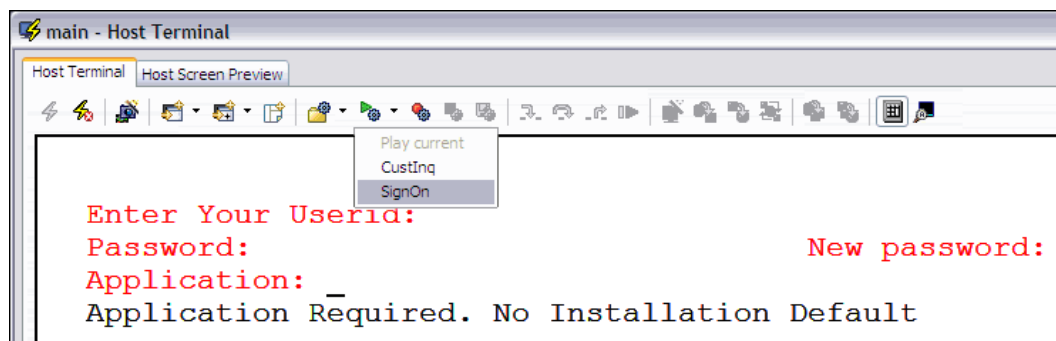 main - Host Terminal
Host Terminal Host Screen Preview
Play current
CustInq
SignOn
Enter Your Userid:
Password: New password:
Application:
Application Required. No Installation Default